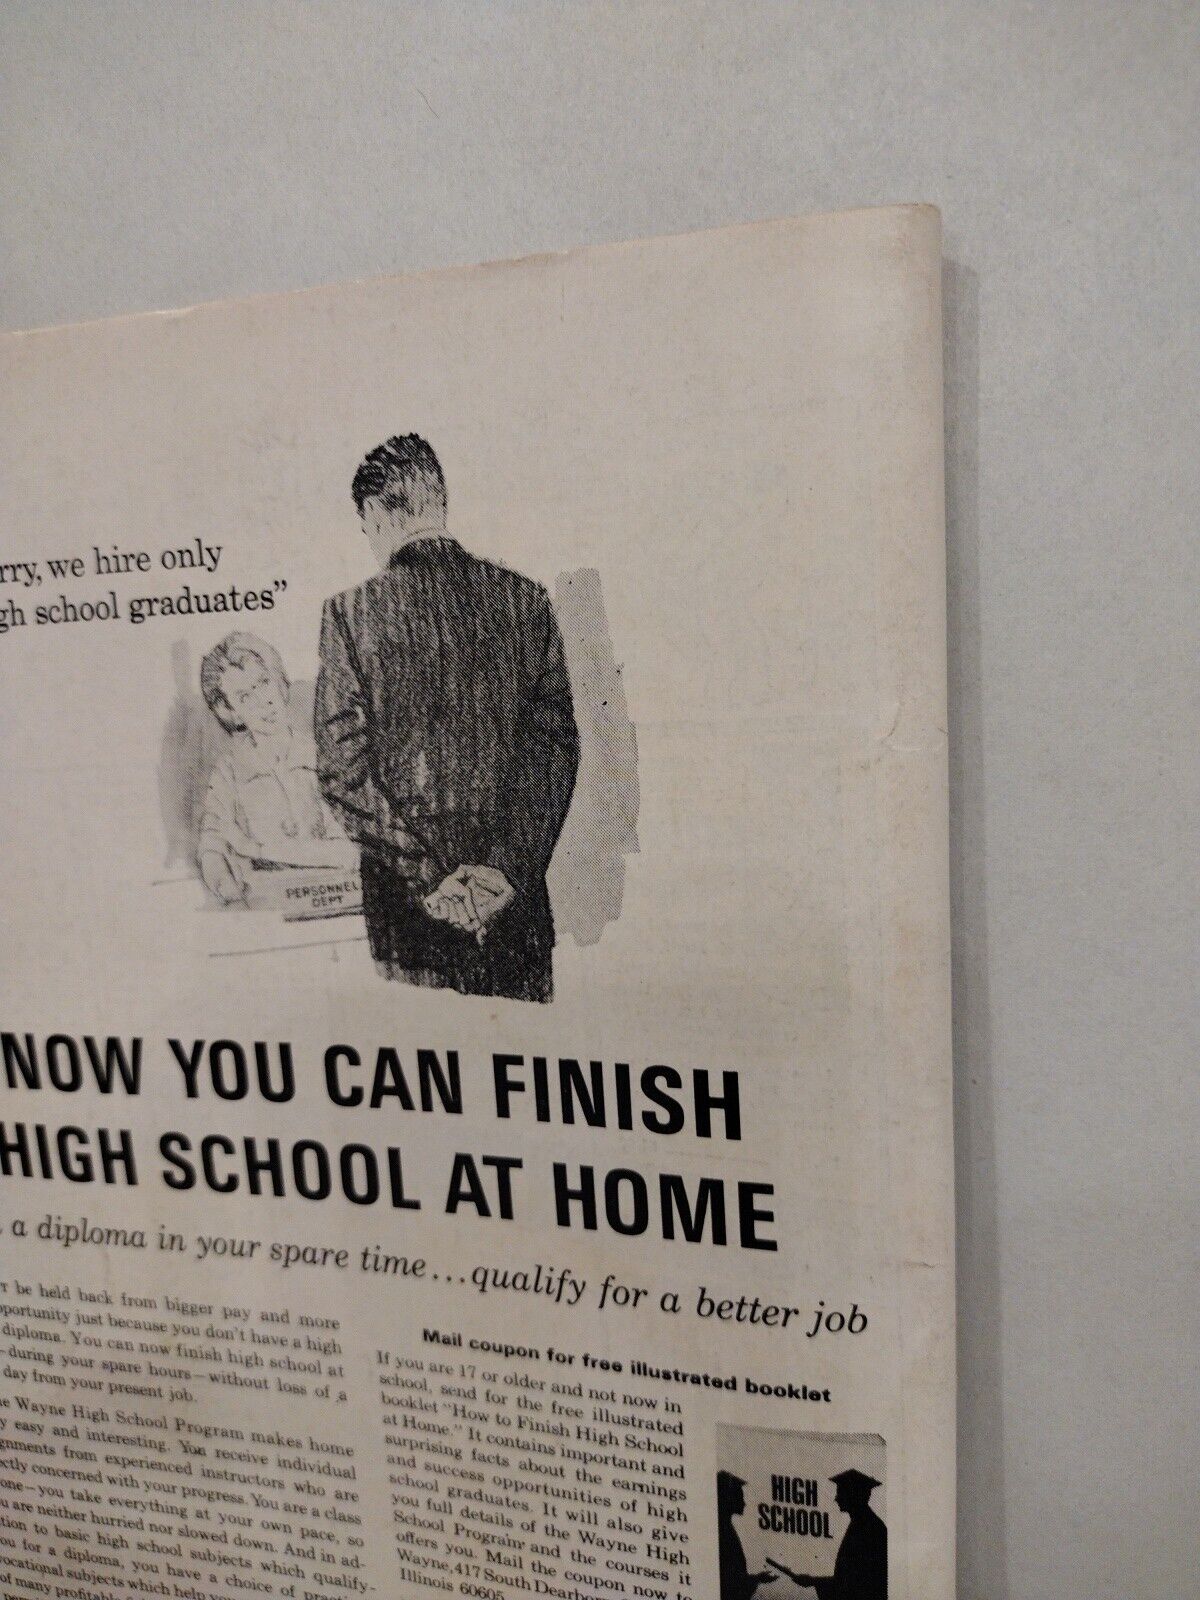 rry, we hire only
gh school graduates”
PERSONNEL
DEPT
NOW YOU CAN FINISH
HIGH SCHOOL AT HOME
a diploma in your spare time...qualify for a better job
be held back from bigger pay and more
portunity just because you don't have a high
diploma. You can now finish high school at
—during your spare hours—without loss of a
day from your present job.
e Wayne High School Program makes home
y easy and interesting. You receive individual
gnments from experienced instructors who are
ctly concerned with your progress. You are a class
one—you take everything at your own pace, so
u are neither hurried nor slowed down. And in ad-
tion to basic high school subjects which qualify-
ou for a diploma, you have a choice of practi-
vocational subjects which help you
of many profitable
Mail coupon for free illustrated booklet
If you are 17 or older and not now in
school, send for the free illustrated
booklet "How to Finish High School
at Home." It contains important and
surprising facts about the earnings
and success opportunities of high
school graduates. It will also give
you full details of the Wayne High
School Program and the courses it
offers you. Mail the coupon now to
Wayne, 417 South Dearborn
Illinois 60605
HIGH
SCHOOL